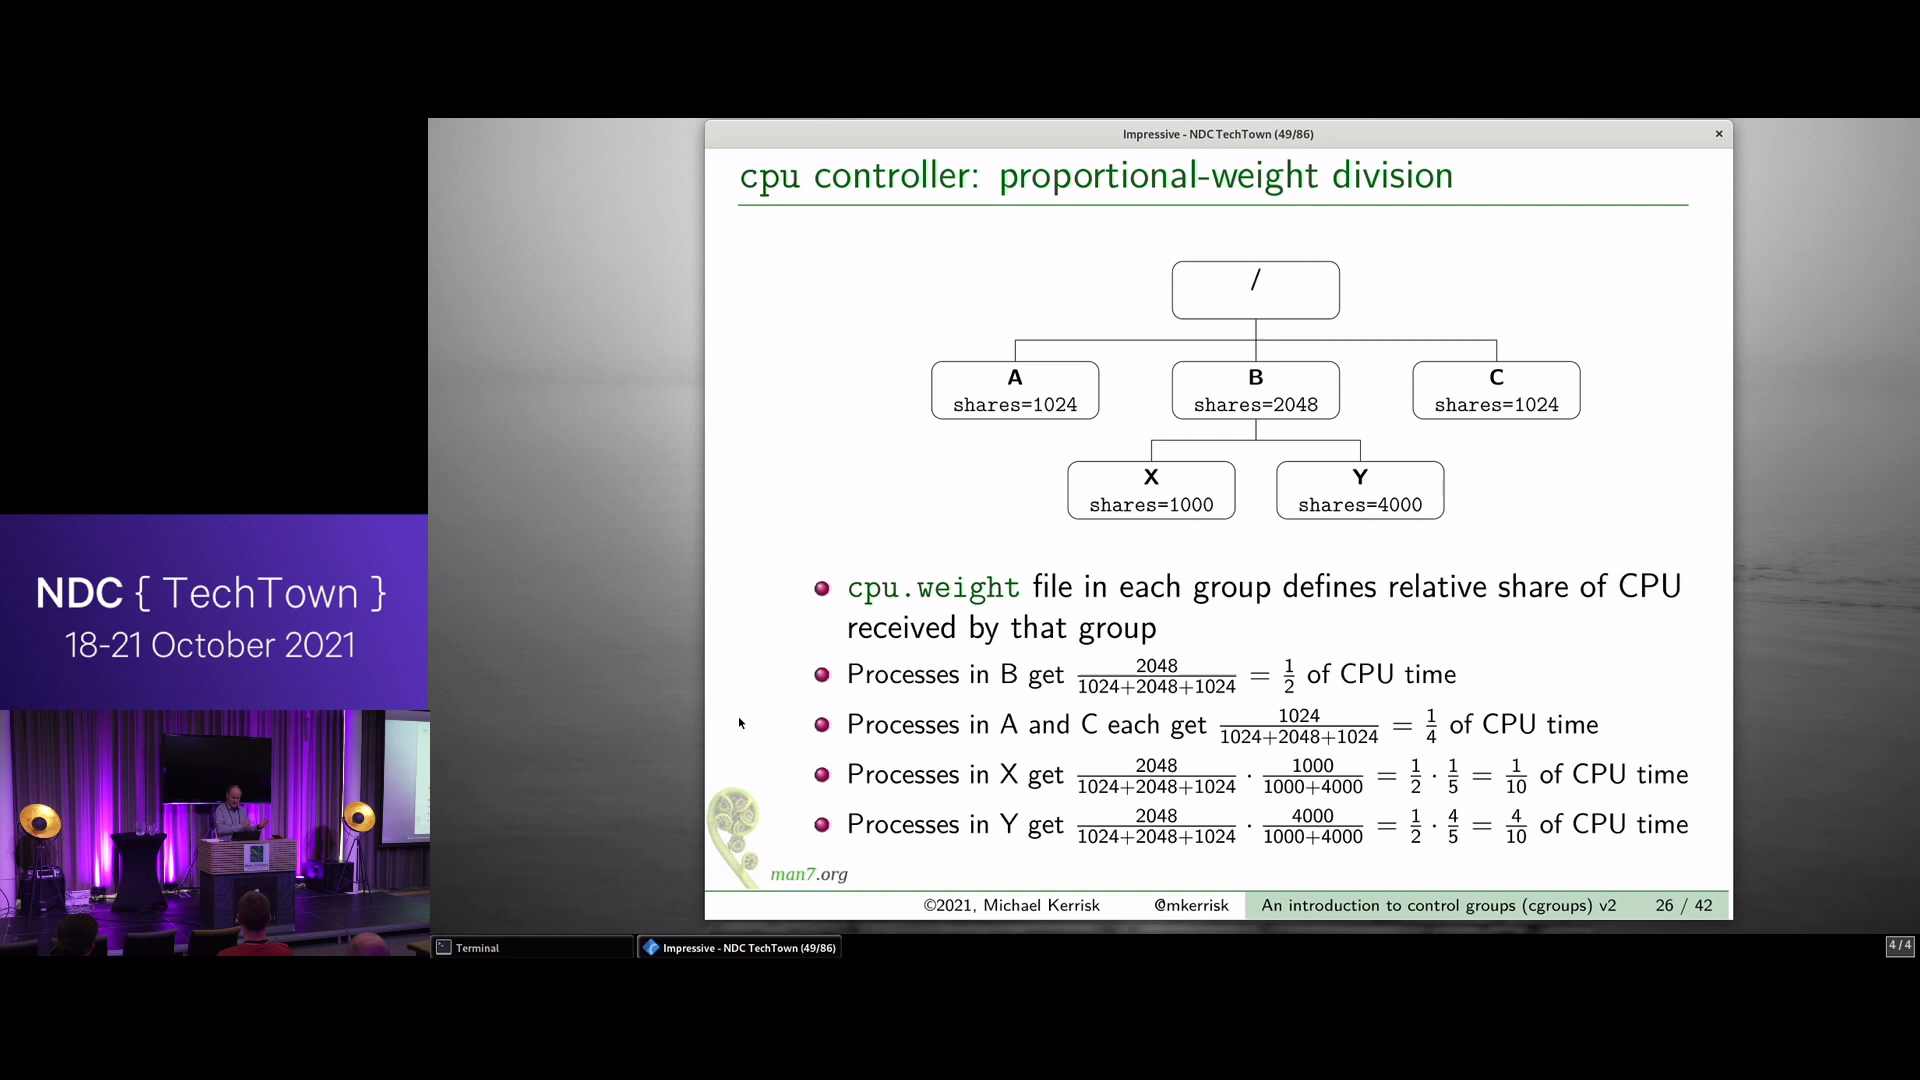 Impressive - NDC TechTown (49/86)
×
cpu controller: proportional-weight division
/
A
shares=1024
B
shares=2048
C
shares=1024
X
shares=1000
Y
shares=4000
cpu.weight file in each group defines relative share of CPU
received by that group
Processes in B get 2048/1024+2048+1024 = 1/2 of CPU time
Processes in A and C each get 1024/1024+2048+1024 = 1/4 of CPU time
Processes in X get 2048/1024+2048+1024 · 1000/1000+4000 = 1/2 · 1/5 = 1/10 of CPU time
Processes in Y get 2048/1024+2048+1024 · 4000/1000+4000 = 1/2 · 4/5 = 4/10 of CPU time
man7.org
©2021, Michael Kerrisk @mkerrisk An introduction to control groups (cgroups) v2 26 / 42
NDC { TechTown }
18-21 October 2021
Terminal
Impressive - NDC TechTown (49/86)
4/4